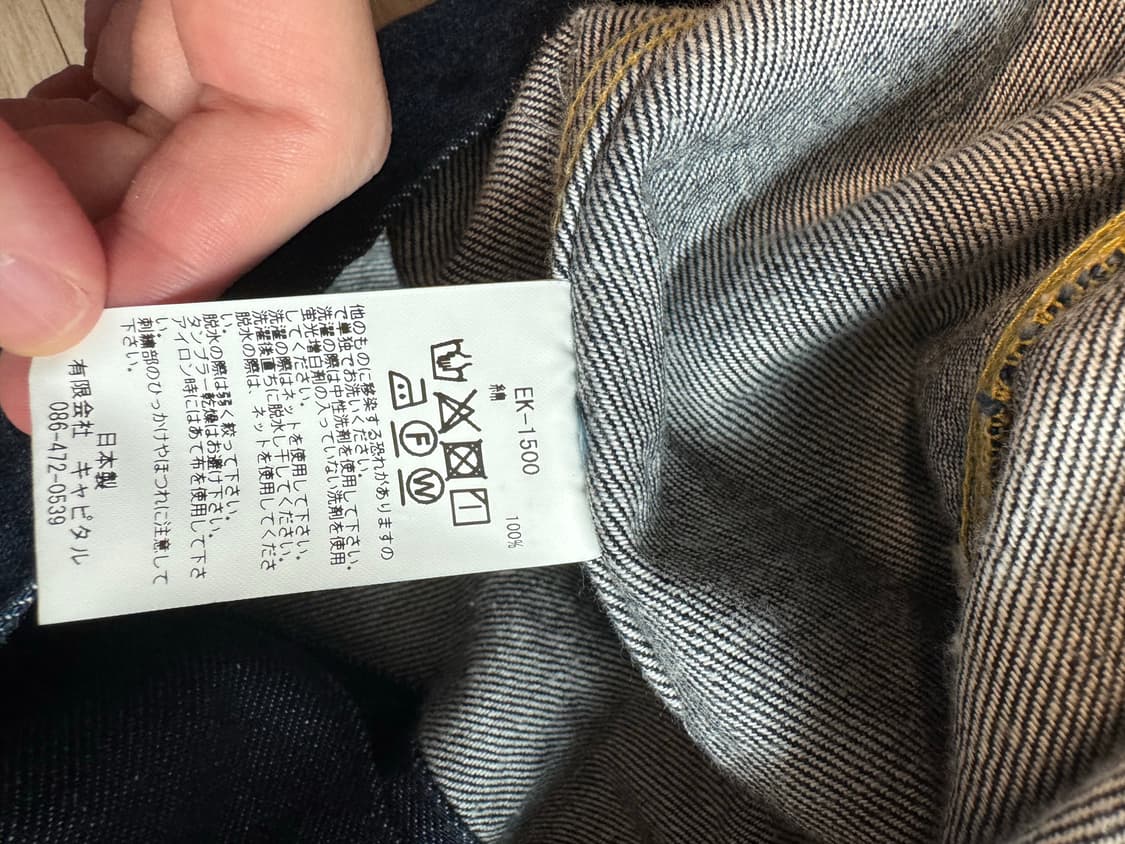 EK-1500
綿 100%
F W
他のものに移染する恐れがありますの
で単独でお洗いください。
洗濯の際は中性洗剤を使用して下さい。
蛍光増白剤の入っていない洗剤を使用
してください。
洗濯の際はネットを使用して下さい。
洗濯後直ちに脱水し干してください。
脱水の際は、ネットを使用してくださ
い。
脱水の際は弱く絞って下さい。
タンブラー乾燥はお避け下さい。
アイロン時にはあて布を使用して下さ
い。
刺繍部のひっかけやほつれに注意して
下さい。
日本製
有限会社 キャピタル
086-472-0539